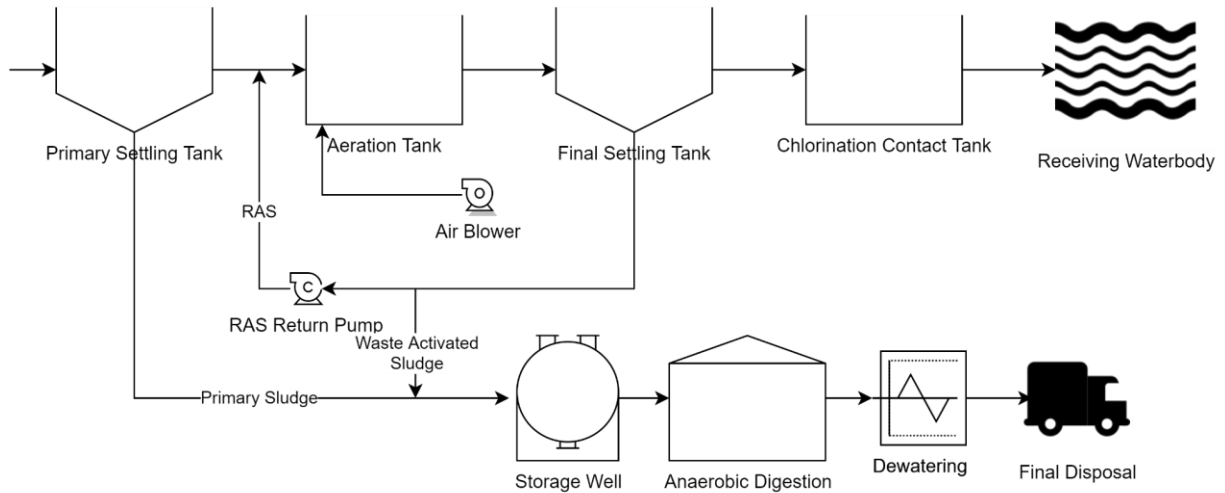 Primary Settling Tank
Aeration Tank
Final Settling Tank
Chlorination Contact Tank
Receiving Waterbody
RAS
O
Air Blower
C
RAS Return Pump
Waste Activated
Sludge
Primary Sludge
Storage Well
Anaerobic Digestion
Dewatering
Final Disposal